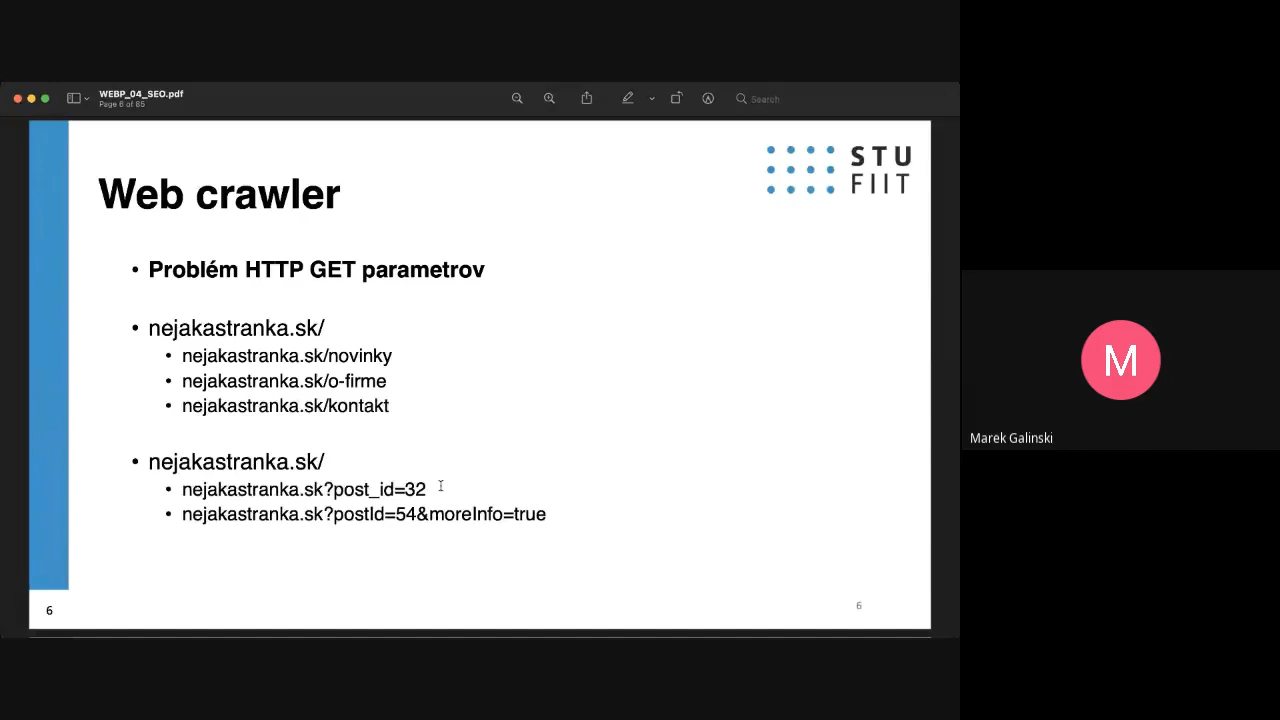 WEBP_04_SEO.pdf
Page 6 of 85
Search
STU
FIIT
Web crawler
• Problém HTTP GET parametrov
• nejakastranka.sk/
• nejakastranka.sk/novinky
• nejakastranka.sk/o-firme
• nejakastranka.sk/kontakt
• nejakastranka.sk/
• nejakastranka.sk?post_id=32
• nejakastranka.sk?postId=54&moreInfo=true
6
6
M
Marek Galinski